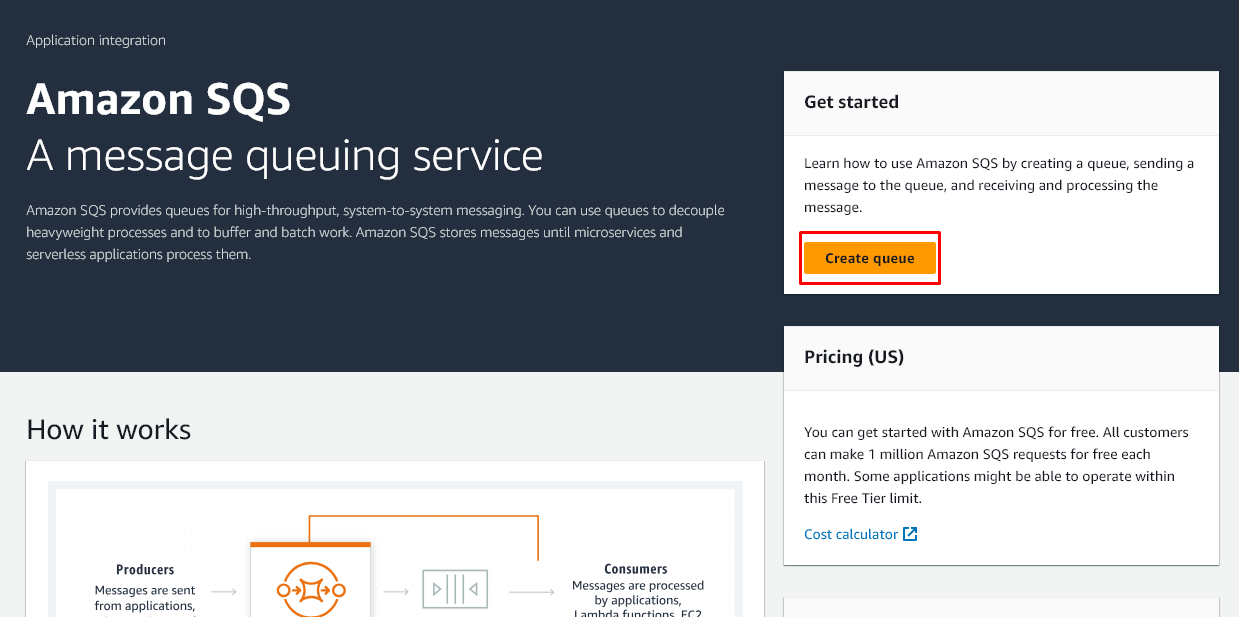 Application integration
Amazon SQS
A message queuing service
Amazon SQS provides queues for high-throughput, system-to-system messaging. You can use queues to decouple
heavyweight processes and to buffer and batch work. Amazon SQS stores messages until microservices and
serverless applications process them.
Get started
Learn how to use Amazon SQS by creating a queue, sending a
message to the queue, and receiving and processing the
message.
Create queue
Pricing (US)
You can get started with Amazon SQS for free. All customers
can make 1 million Amazon SQS requests for free each
month. Some applications might be able to operate within
this Free Tier limit.
Cost calculator
How it works
Producers
Messages are sent
from applications,
Consumers
Messages are processed
by applications,
Lambda functions, EC2